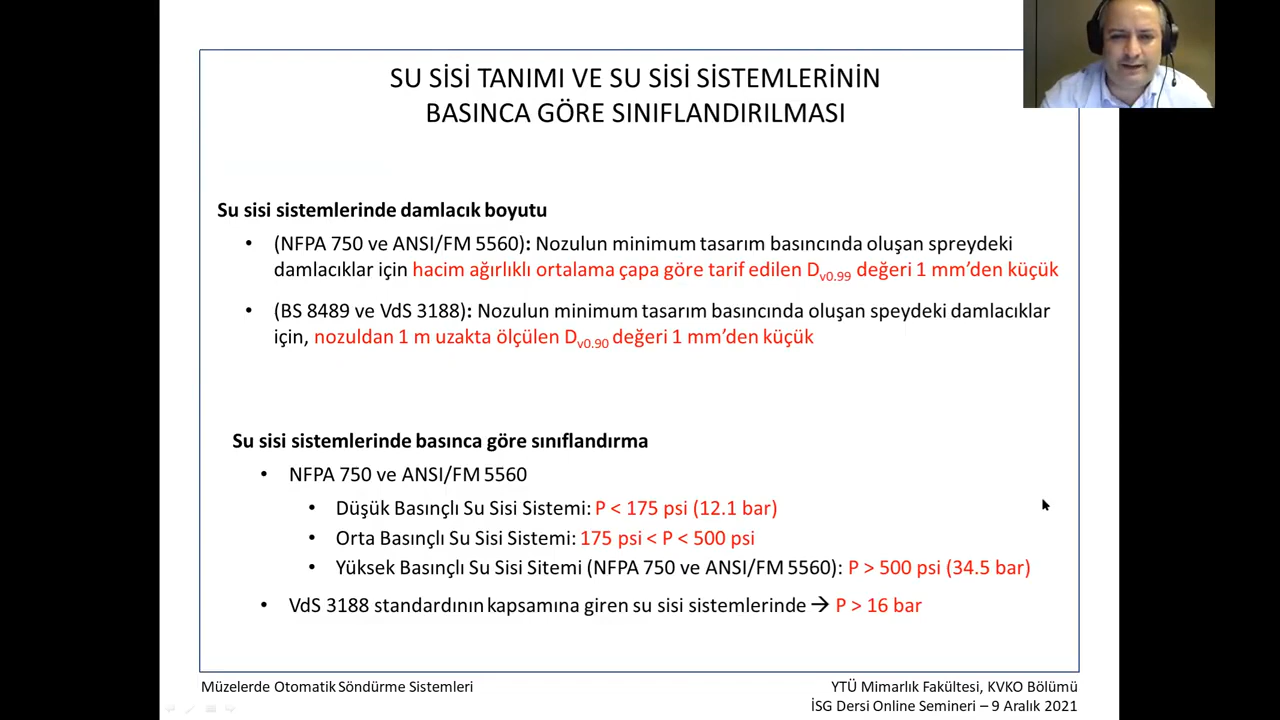 SU SİSİ TANIMI VE SU SİSİ SİSTEMLERİNİN
BASINCA GÖRE SINIFLANDIRILMASI
Su sisi sistemlerinde damlacık boyutu
• (NFPA 750 ve ANSI/FM 5560): Nozulun minimum tasarım basıncında oluşan spreydeki
damlacıklar için hacim ağırlıklı ortalama çapa göre tarif edilen Dv0.99 değeri 1 mm’den küçük
• (BS 8489 ve VdS 3188): Nozulun minimum tasarım basıncında oluşan speydeki damlacıklar
için, nozuldan 1 m uzakta ölçülen Dv0.90 değeri 1 mm’den küçük
Su sisi sistemlerinde basınca göre sınıflandırma
• NFPA 750 ve ANSI/FM 5560
• Düşük Basınçlı Su Sisi Sistemi: P < 175 psi (12.1 bar)
• Orta Basınçlı Su Sisi Sistemi: 175 psi < P < 500 psi
• Yüksek Basınçlı Su Sisi Sitemi (NFPA 750 ve ANSI/FM 5560): P > 500 psi (34.5 bar)
• VdS 3188 standardının kapsamına giren su sisi sistemlerinde → P > 16 bar
Müzelerde Otomatik Söndürme Sistemleri
YTÜ Mimarlık Fakültesi, KVKO Bölümü
İSG Dersi Online Semineri – 9 Aralık 2021